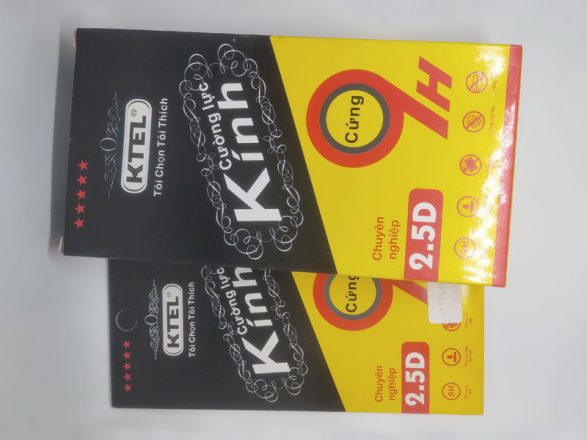 KTEL®
Tôi Chọn Tôi Thích
Cường lực
Kính
9H
Cứng
Chuyên
nghiệp
2.5D
9H
KTEL®
Tôi Chọn Tôi Thích
Cường lực
Kính
Cứng
Chuyên
nghiệp
2.5D
9H